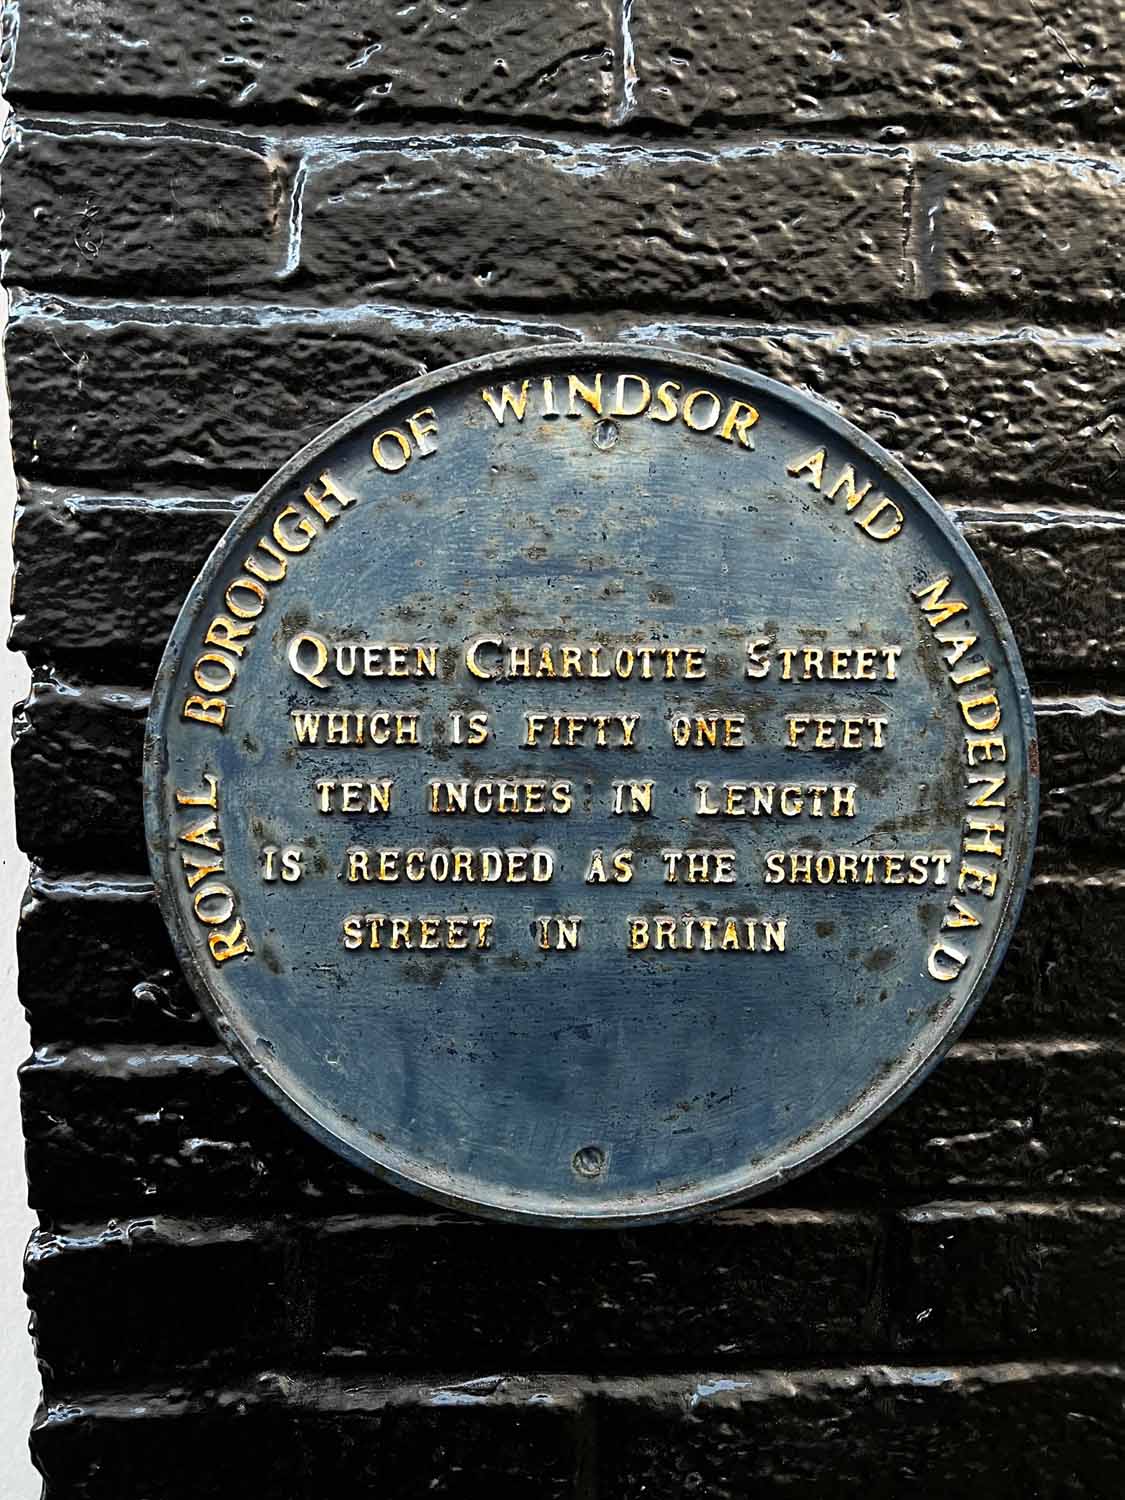 ROYAL BOROUGH OF WINDSOR AND MAIDENHEAD
QUEEN CHARLOTTE STREET
WHICH IS FIFTY ONE FEET
TEN INCHES IN LENGTH
IS RECORDED AS THE SHORTEST
STREET IN BRITAIN